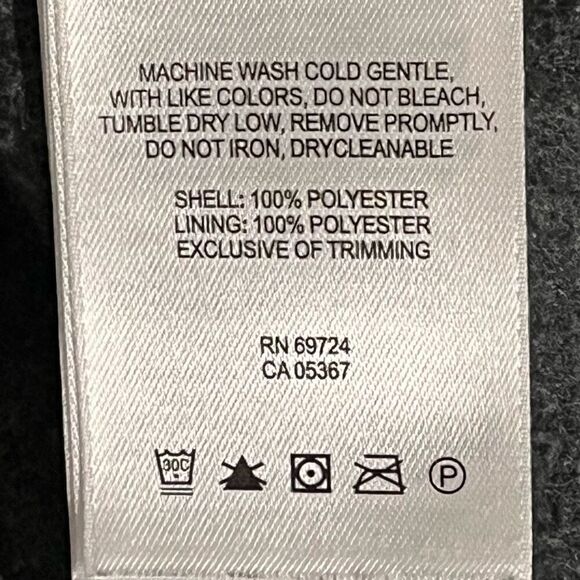 MACHINE WASH COLD GENTLE,
WITH LIKE COLORS, DO NOT BLEACH,
TUMBLE DRY LOW, REMOVE PROMPTLY,
DO NOT IRON, DRYCLEANABLE
SHELL: 100% POLYESTER
LINING: 100% POLYESTER
EXCLUSIVE OF TRIMMING
RN 69724
CA 05367
30C P